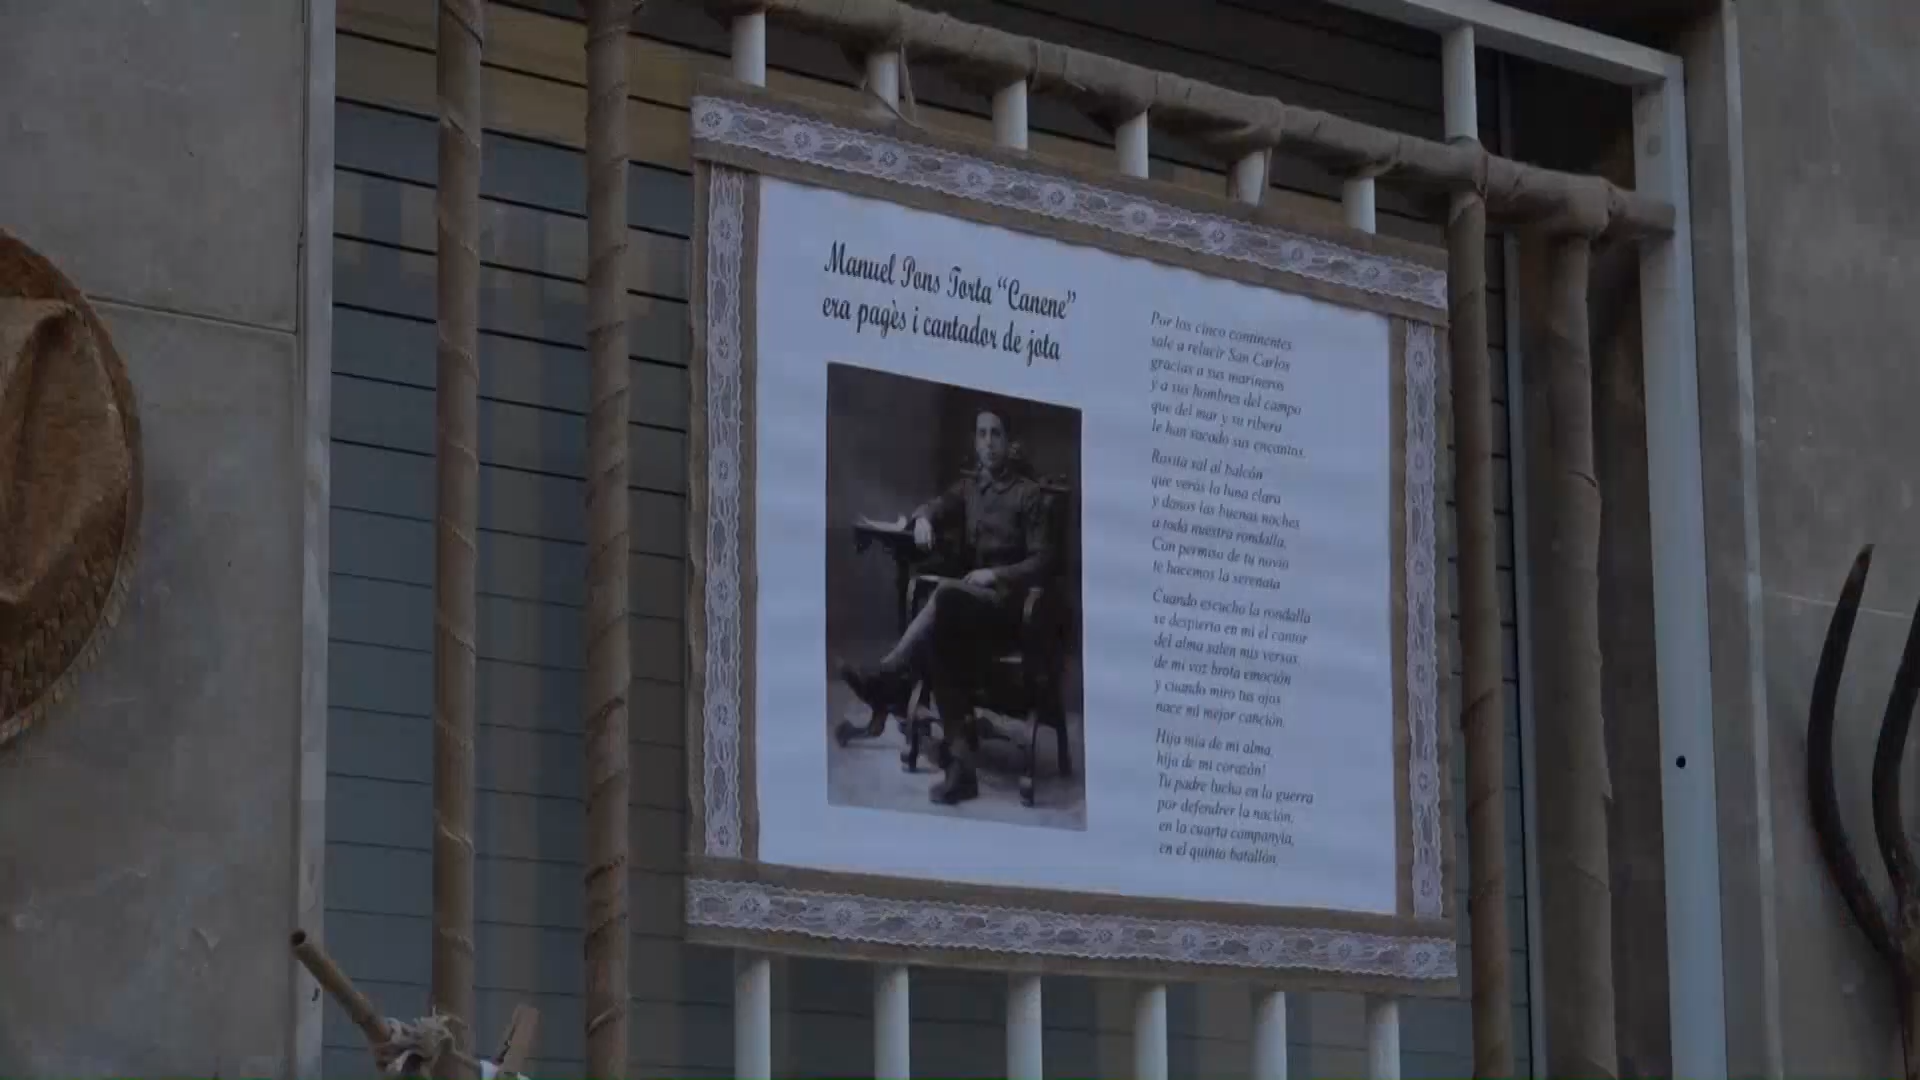 Manuel Pons Torta “Canene”
era pagès i cantador de jota
Por los cinco continentes
sale a relucir San Carlos
gracias a sus marineros
y a sus hombres del campo
que del mar y su ribera
le han sacado sus encantos.
Rosita sal al balcón
que verás la luna clara
y danos las buenas noches
a toda nuestra rondalla.
Con permiso de tu novio
te hacemos la serenata
Cuando escucho la rondalla
se despierta en mi el cantor
del alma salen mis versos,
de mi voz brota emoción
y cuando miro tus ojos
nace mi mejor canción.
Hija mía de mi alma,
hija de mi corazón!
Tu padre lucha en la guerra
por defendrer la nación,
en la cuarta companyia,
en el quinto batallón.